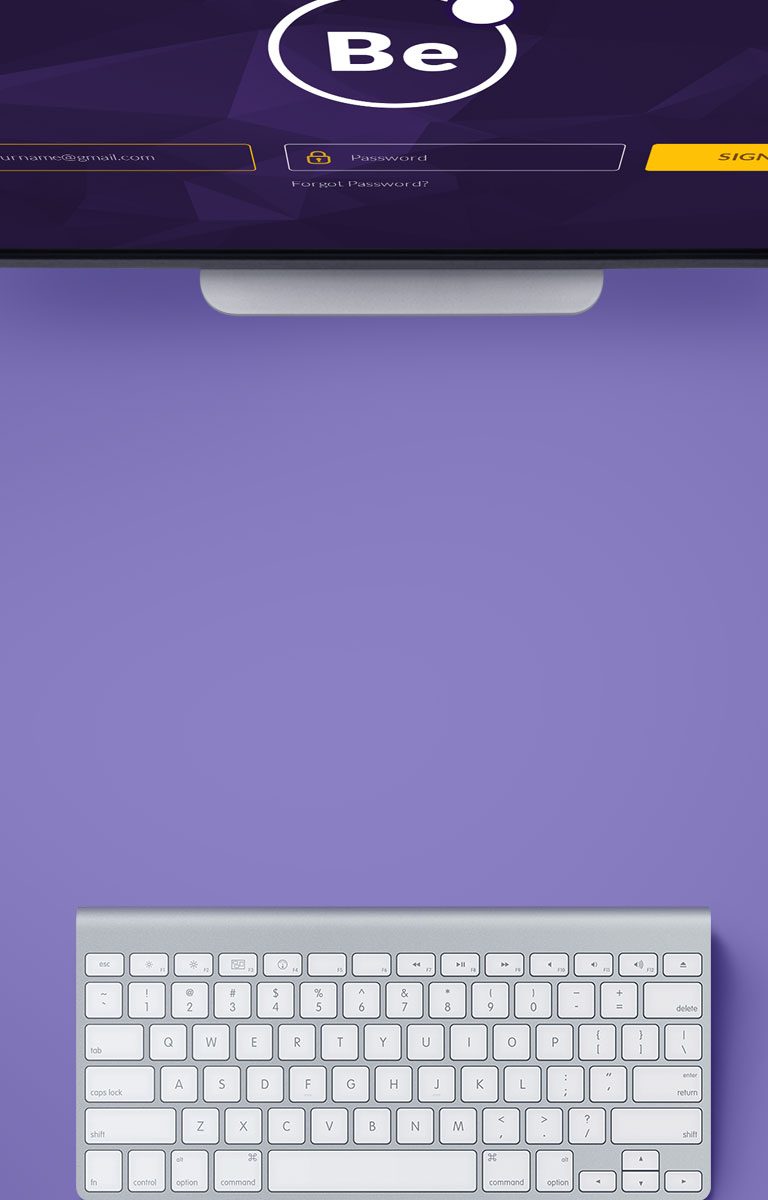 Be
urname@gmail.com Password SIGN
Forgot Password?
esc F1 F2 F3 F4 F5 F6 F7 F8 F9 F10 F11 F12
~ ! @ # $ % ^ & * ( ) – +
` 1 2 3 4 5 6 7 8 9 0 - = delete
tab Q W E R T Y U I O P { [ } ] | \
caps lock A S D F G H J K L : ; " ' enter return
shift Z X C V B N M < , > . ? / shift
fn control alt option ⌘ command ⌘ command alt option